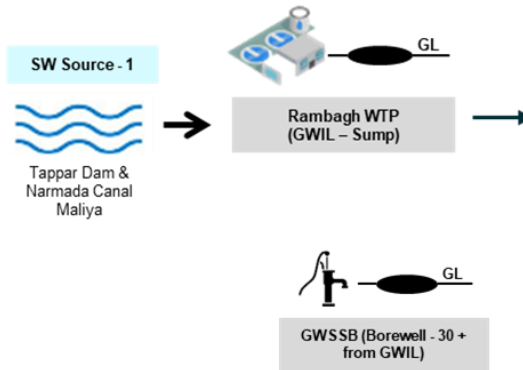 SW Source - 1
Tappar Dam &
Narmada Canal
Maliya
GL
Rambagh WTP
(GWIL – Sump)
GL
GWSSB (Borewell - 30 +
from GWIL)